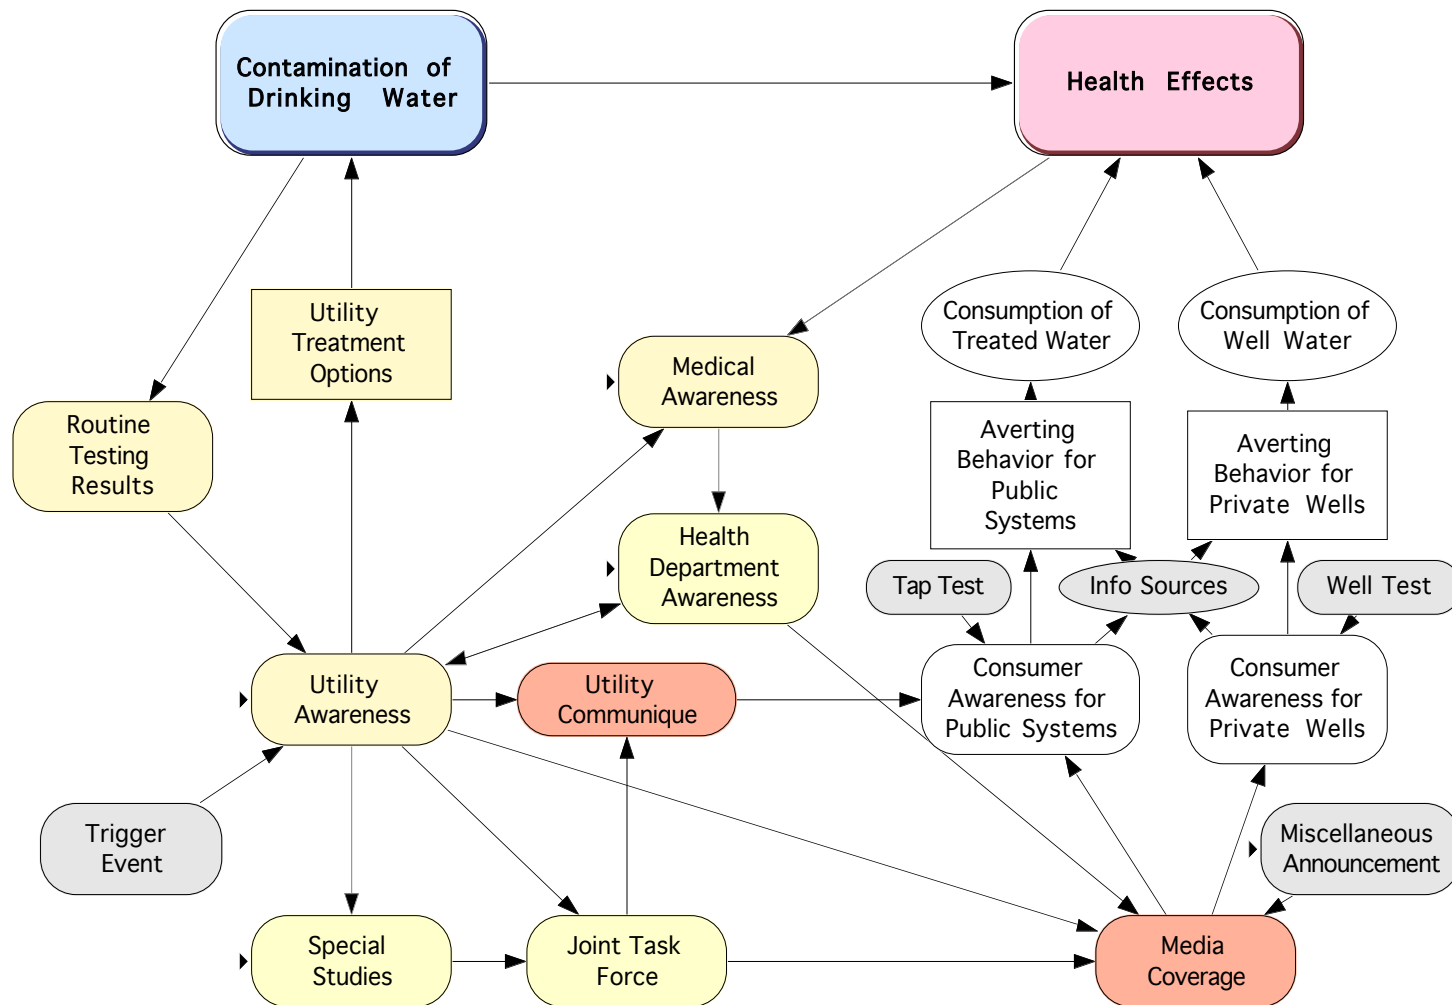 Contamination of
Drinking Water
Health Effects
Utility
Treatment
Options
Consumption of
Treated Water
Consumption of
Well Water
Medical
Awareness
Routine
Testing
Results
Averting
Behavior for
Public
Systems
Averting
Behavior for
Private Wells
Health
Department
Awareness
Tap Test
Info Sources
Well Test
Utility
Awareness
Utility
Communique
Consumer
Awareness for
Public Systems
Consumer
Awareness for
Private Wells
Trigger
Event
Miscellaneous
Announcement
Special
Studies
Joint Task
Force
Media
Coverage